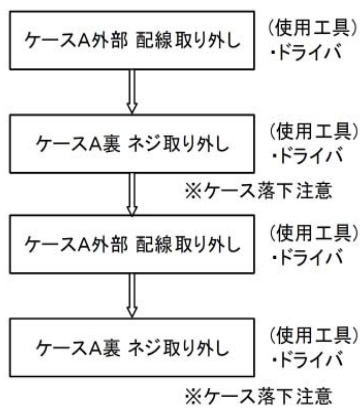 ケースA外部 配線取り外し
(使用工具)
・ドライバ
ケースA裏 ネジ取り外し
(使用工具)
・ドライバ
※ケース落下注意
ケースA外部 配線取り外し
(使用工具)
・ドライバ
ケースA裏 ネジ取り外し
(使用工具)
・ドライバ
※ケース落下注意